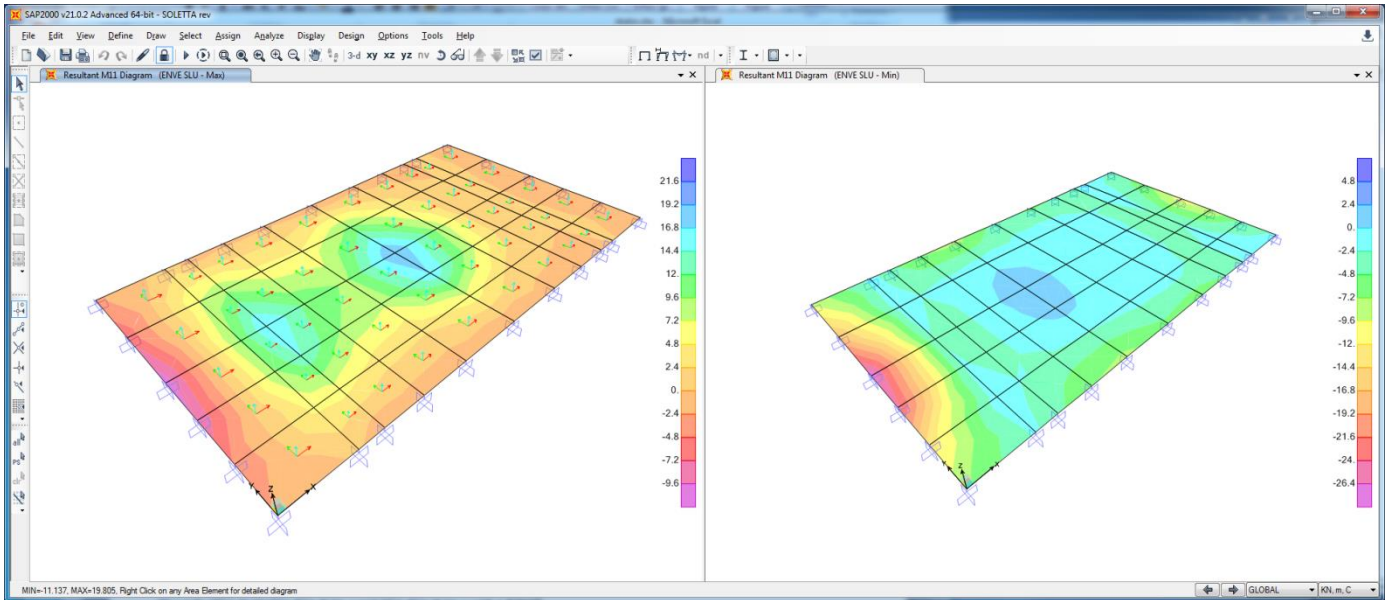 SAP2000 v21.0.2 Advanced 64-bit - SOLETTA rev
File Edit View Define Draw Select Assign Analyze Display Design Options Tools Help
3-d xy xz yz nv
nd
Resultant M11 Diagram (ENVE SLU - Max)
Resultant M11 Diagram (ENVE SLU - Min)
21.6
19.2
16.8
14.4
12.
9.6
7.2
4.8
2.4
0.
-2.4
-4.8
-7.2
-9.6
X
Y
Z
4.8
2.4
0.
-2.4
-4.8
-7.2
-9.6
-12.
-14.4
-16.8
-19.2
-21.6
-24.
-26.4
X
Y
Z
all
PS
clr
MIN=-11.137, MAX=19.805. Right Click on any Area Element for detailed diagram
GLOBAL
KN, m, C